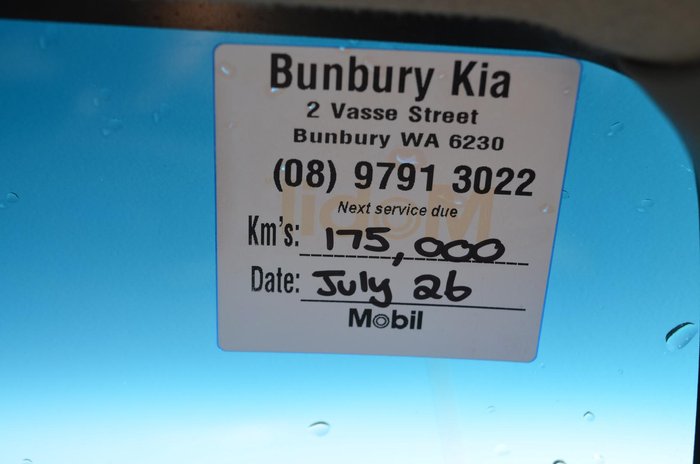 Bunbury Kia
2 Vasse Street
Bunbury WA 6230
(08) 9791 3022
Next service due
Km's: 175,000
Date: July 26
Mobil